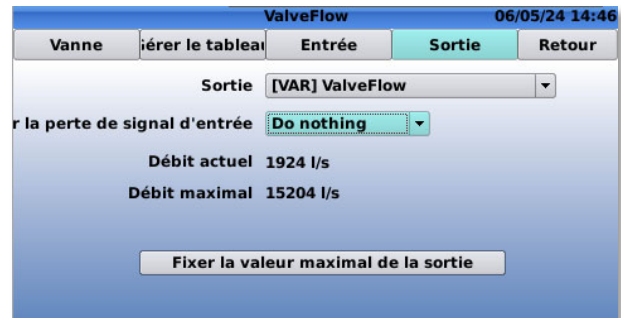 ValveFlow 06/05/24 14:46
Vanne iérer le tableau Entrée Sortie Retour
Sortie [VAR] ValveFlow
r la perte de signal d'entrée Do nothing
Débit actuel 1924 l/s
Débit maximal 15204 l/s
Fixer la valeur maximal de la sortie